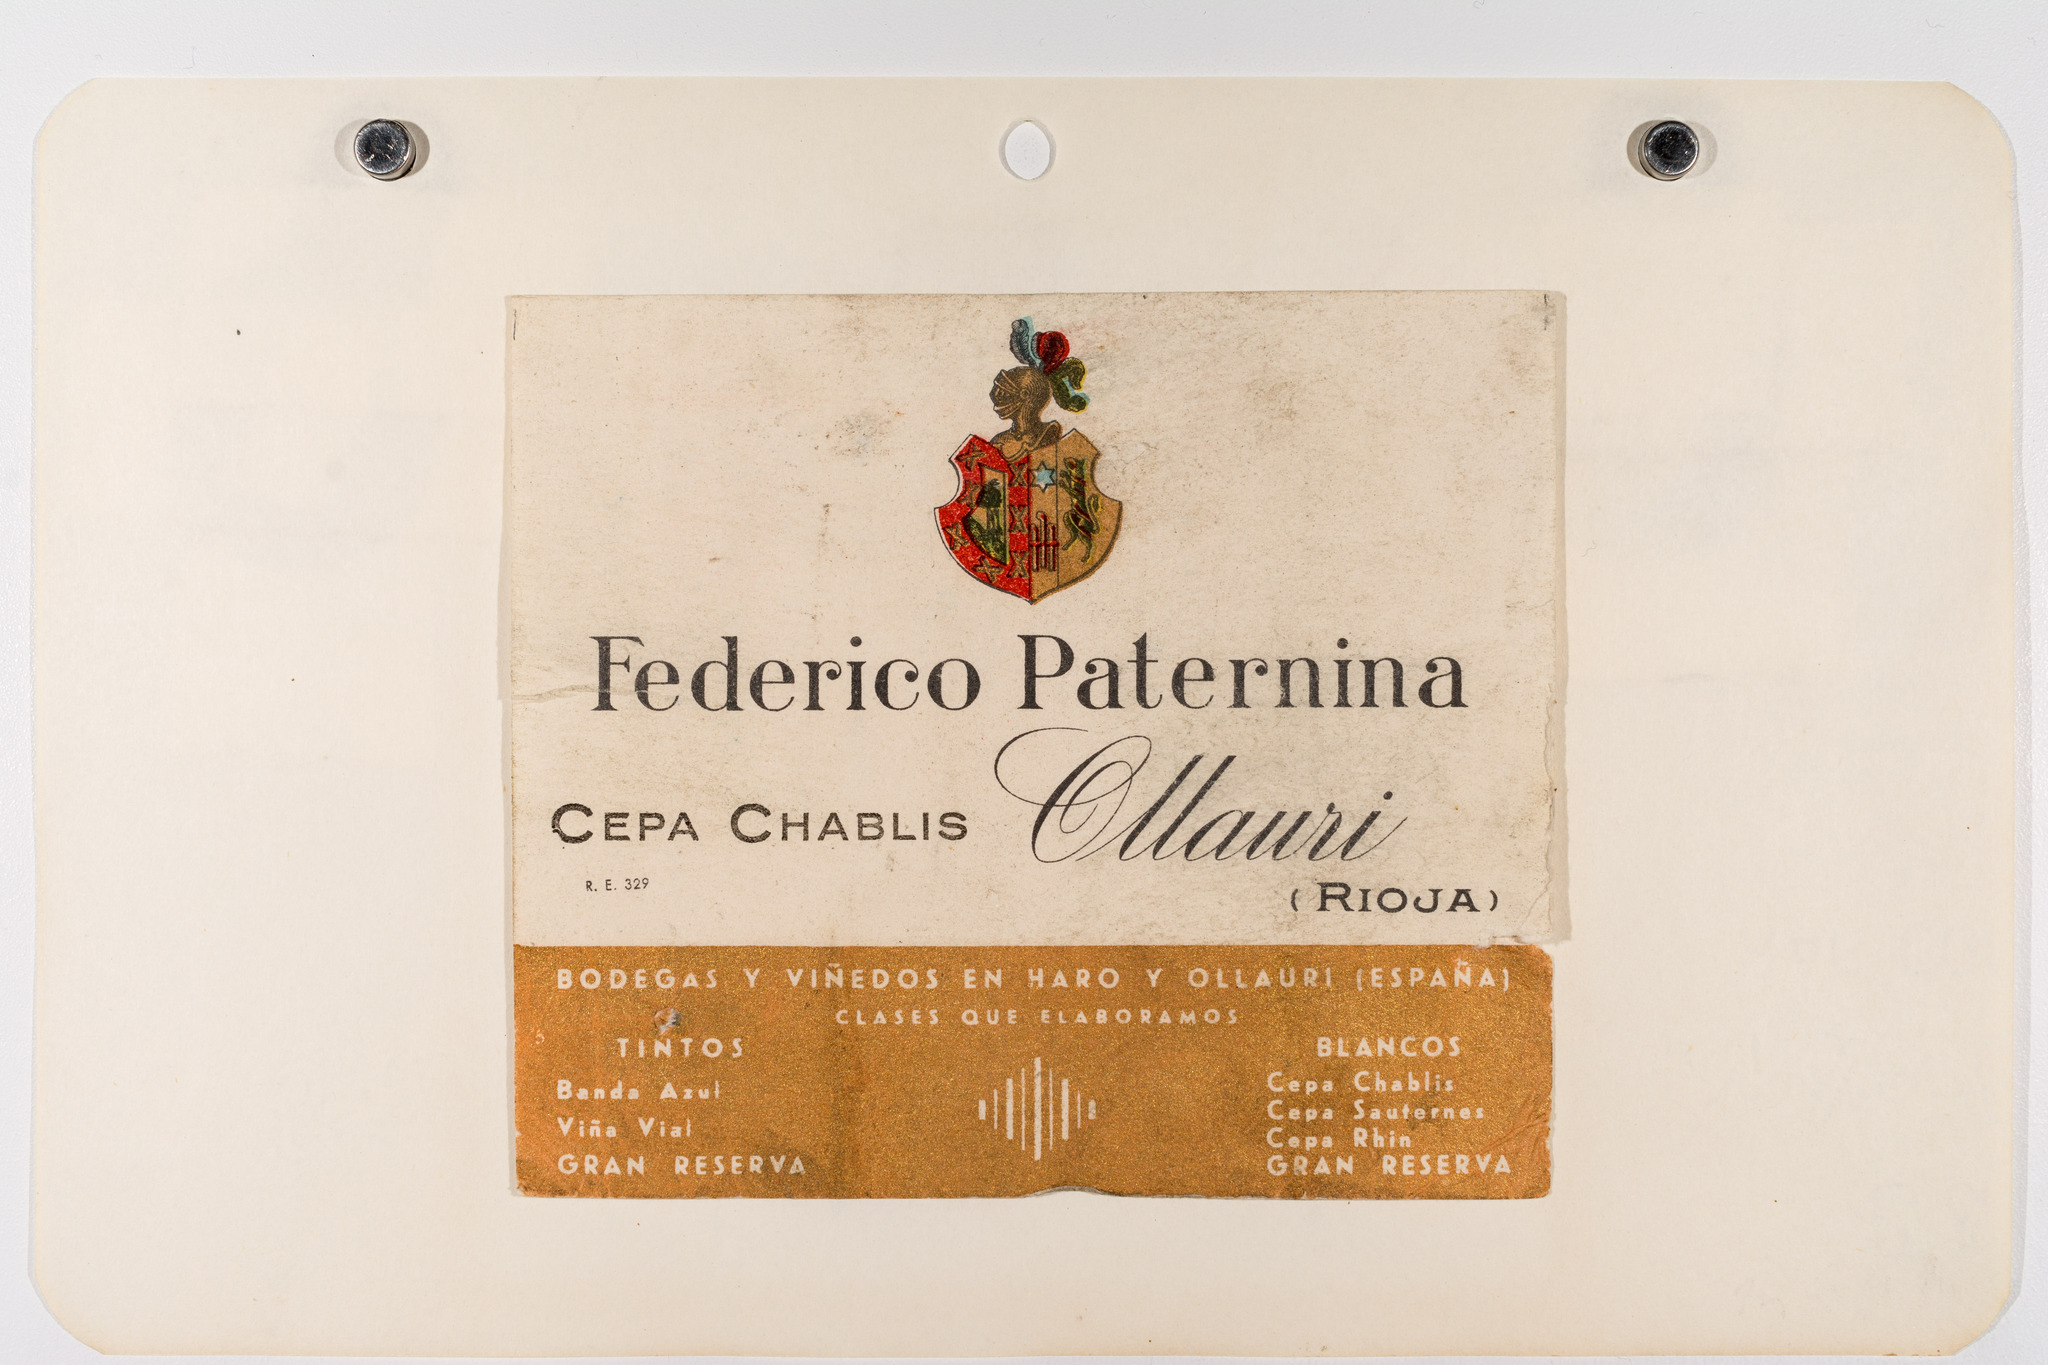 Federico Paternina
CEPA CHABLIS Ollauri
R. E. 329
(RIOJA)
BODEGAS Y VIÑEDOS EN HARO Y OLLAURI (ESPAÑA)
CLASES QUE ELABORAMOS
TINTOS
Banda Azul
Viña Vial
GRAN RESERVA
BLANCOS
Cepa Chablis
Cepa Sauternes
Cepa Rhin
GRAN RESERVA